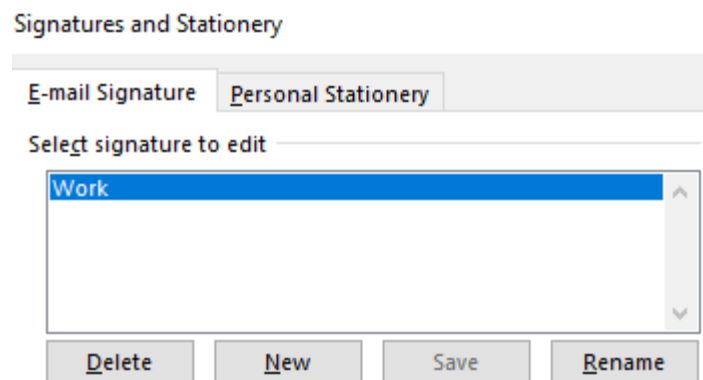 Signatures and Stationery
E-mail Signature Personal Stationery
Select signature to edit
Work
Delete New Save Rename